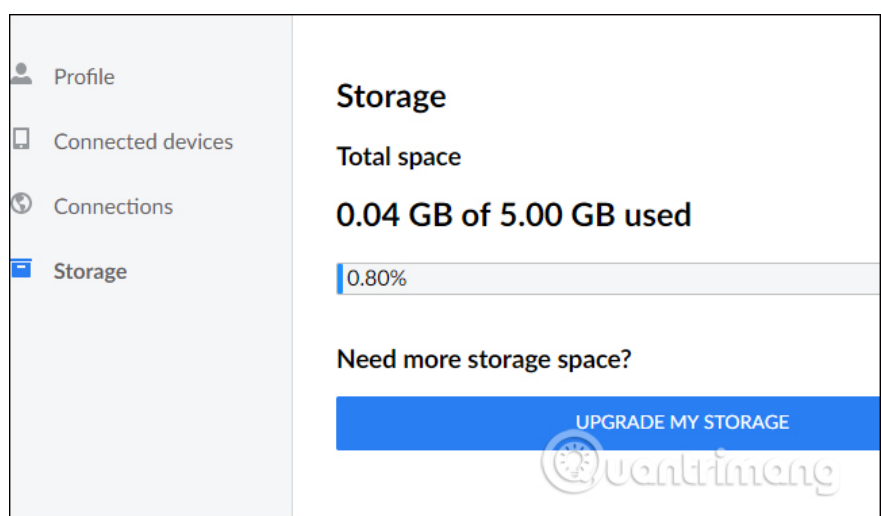 Profile
Connected devices
Connections
Storage
Storage
Total space
0.04 GB of 5.00 GB used
0.80%
Need more storage space?
UPGRADE MY STORAGE
Quantrimang